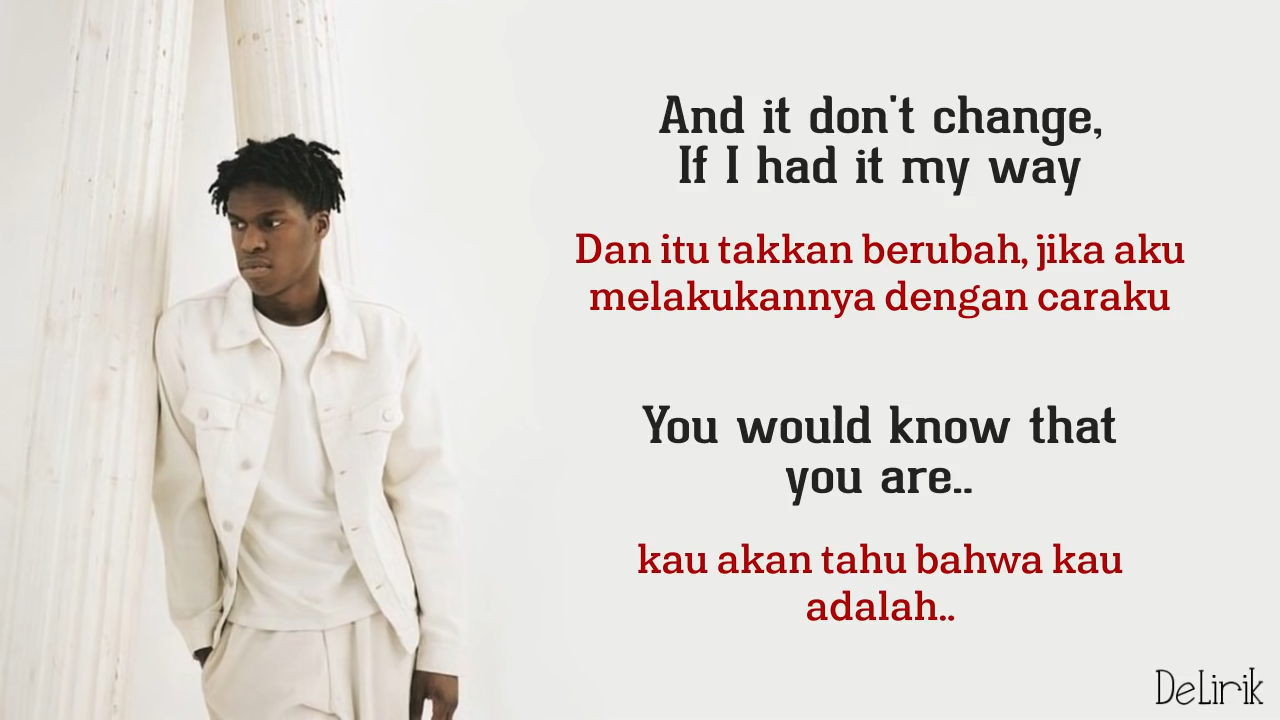 And it don't change,
If I had it my way
Dan itu takkan berubah, jika aku
melakukannya dengan caraku
You would know that
you are..
kau akan tahu bahwa kau
adalah..
DeLirik